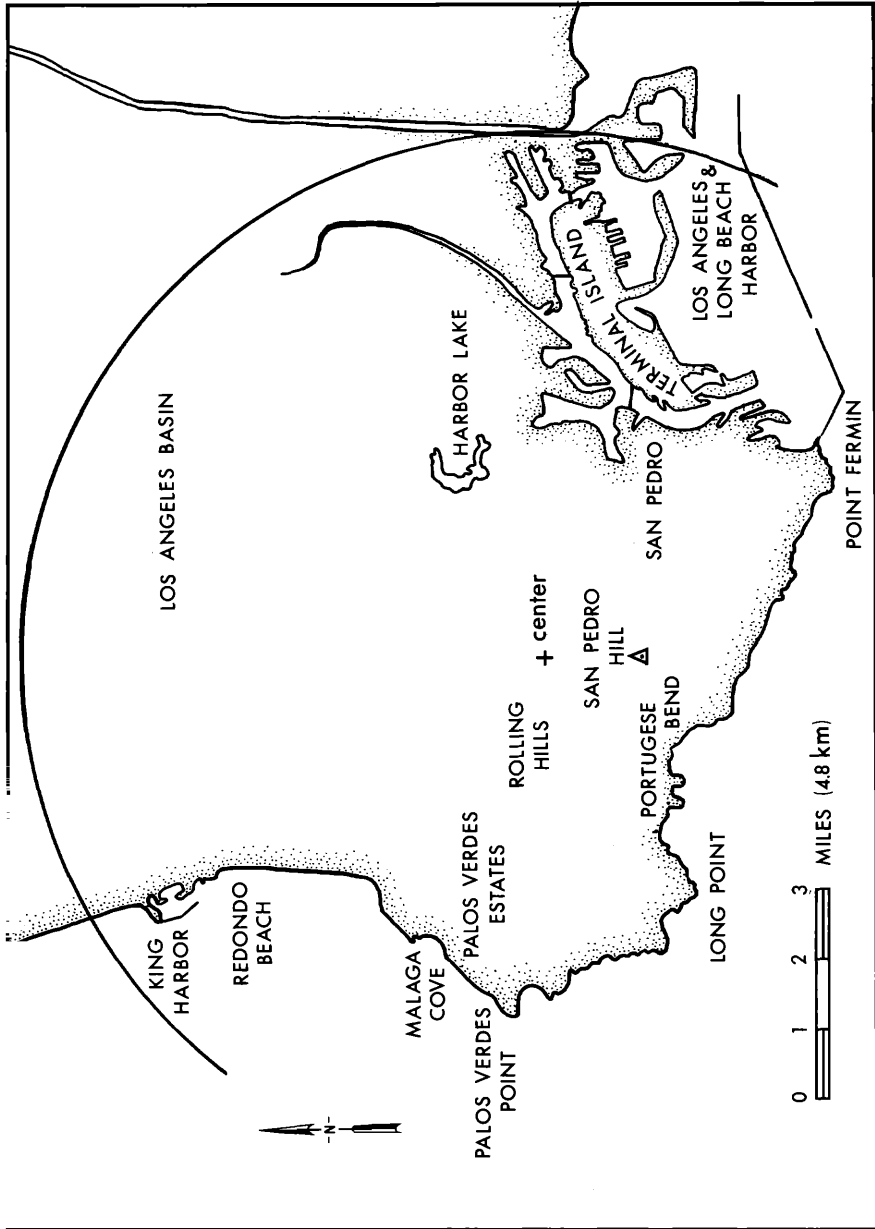 LOS ANGELES BASIN
KING
HARBOR
REDONDO
BEACH
HARBOR LAKE
MALAGA
COVE
PALOS VERDES
ESTATES
PALOS VERDES
POINT
ROLLING
HILLS
+ center
SAN PEDRO
HILL
TERMINAL ISLAND
LOS ANGELES &
LONG BEACH
HARBOR
SAN PEDRO
PORTUGESE
BEND
LONG POINT
POINT FERMIN
-N-
0 1 2 3
MILES (4.8 km)